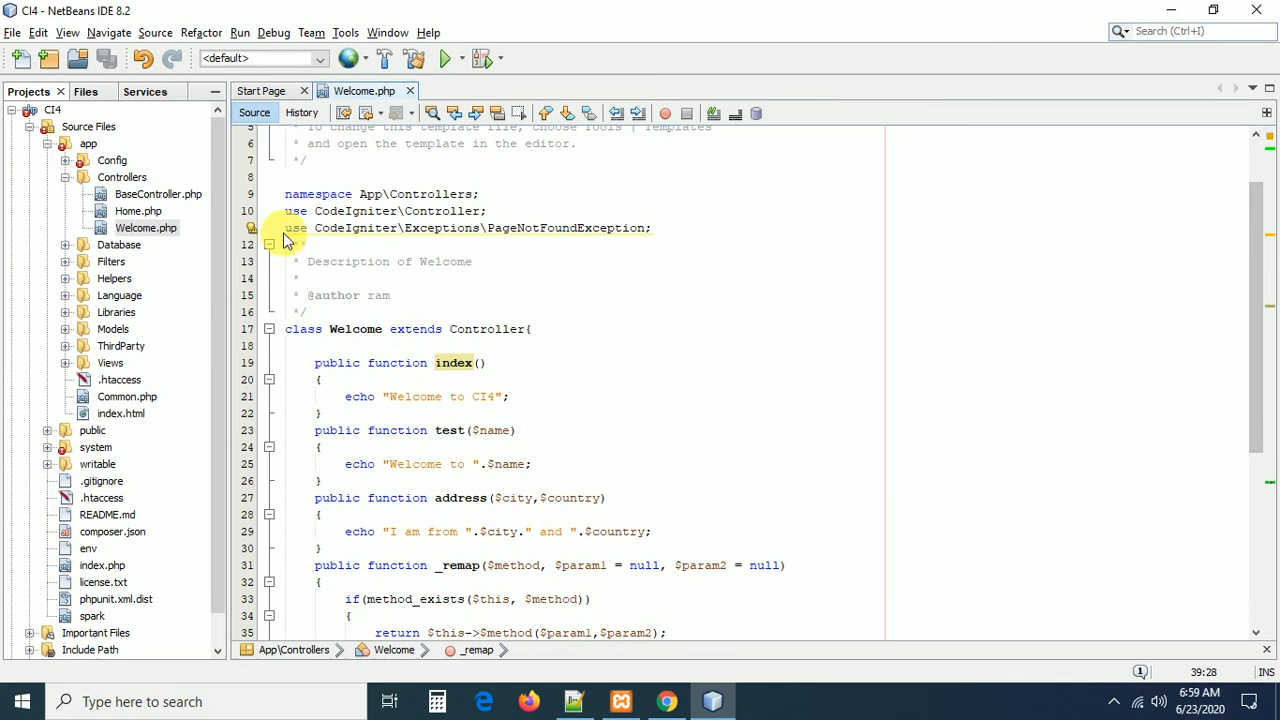 CI4 - NetBeans IDE 8.2
File Edit View Navigate Source Refactor Run Debug Team Tools Window Help
Search (Ctrl+I)
<default>
Projects Files Services
Start Page Welcome.php
Source History
CI4
Source Files
app
Config
Controllers
BaseController.php
Home.php
Welcome.php
Database
Filters
Helpers
Language
Libraries
Models
ThirdParty
Views
.htaccess
Common.php
index.html
public
system
writable
.gitignore
.htaccess
README.md
composer.json
env
index.php
license.txt
phpunit.xml.dist
spark
Important Files
Include Path
5 * To change this template file, choose Tools | Templates
6 * and open the template in the editor.
7 */
8
9 namespace App\Controllers;
10 use CodeIgniter\Controller;
use CodeIgniter\Exceptions\PageNotFoundException;
12 **
13 * Description of Welcome
14 *
15 * @author ram
16 */
17 class Welcome extends Controller{
18
19 public function index()
20 {
21 echo "Welcome to CI4";
22 }
23 public function test($name)
24 {
25 echo "Welcome to ".$name;
26 }
27 public function address($city,$country)
28 {
29 echo "I am from ".$city." and ".$country;
30 }
31 public function _remap($method, $param1 = null, $param2 = null)
32 {
33 if(method_exists($this, $method))
34 {
35 return $this->$method($param1,$param2);
App\Controllers Welcome _remap
1 39:28 INS
Type here to search
6:59 AM
6/23/2020